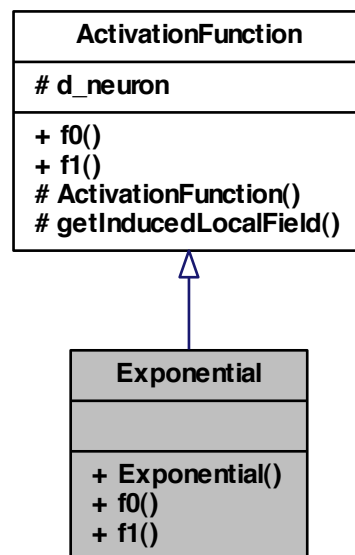 ActivationFunction
# d_neuron
+ f0()
+ f1()
# ActivationFunction()
# getInducedLocalField()
Exponential
+ Exponential()
+ f0()
+ f1()